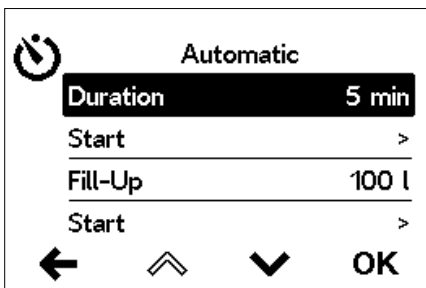 Automatic
Duration 5 min
Start >
Fill-Up 100 l
Start >
OK